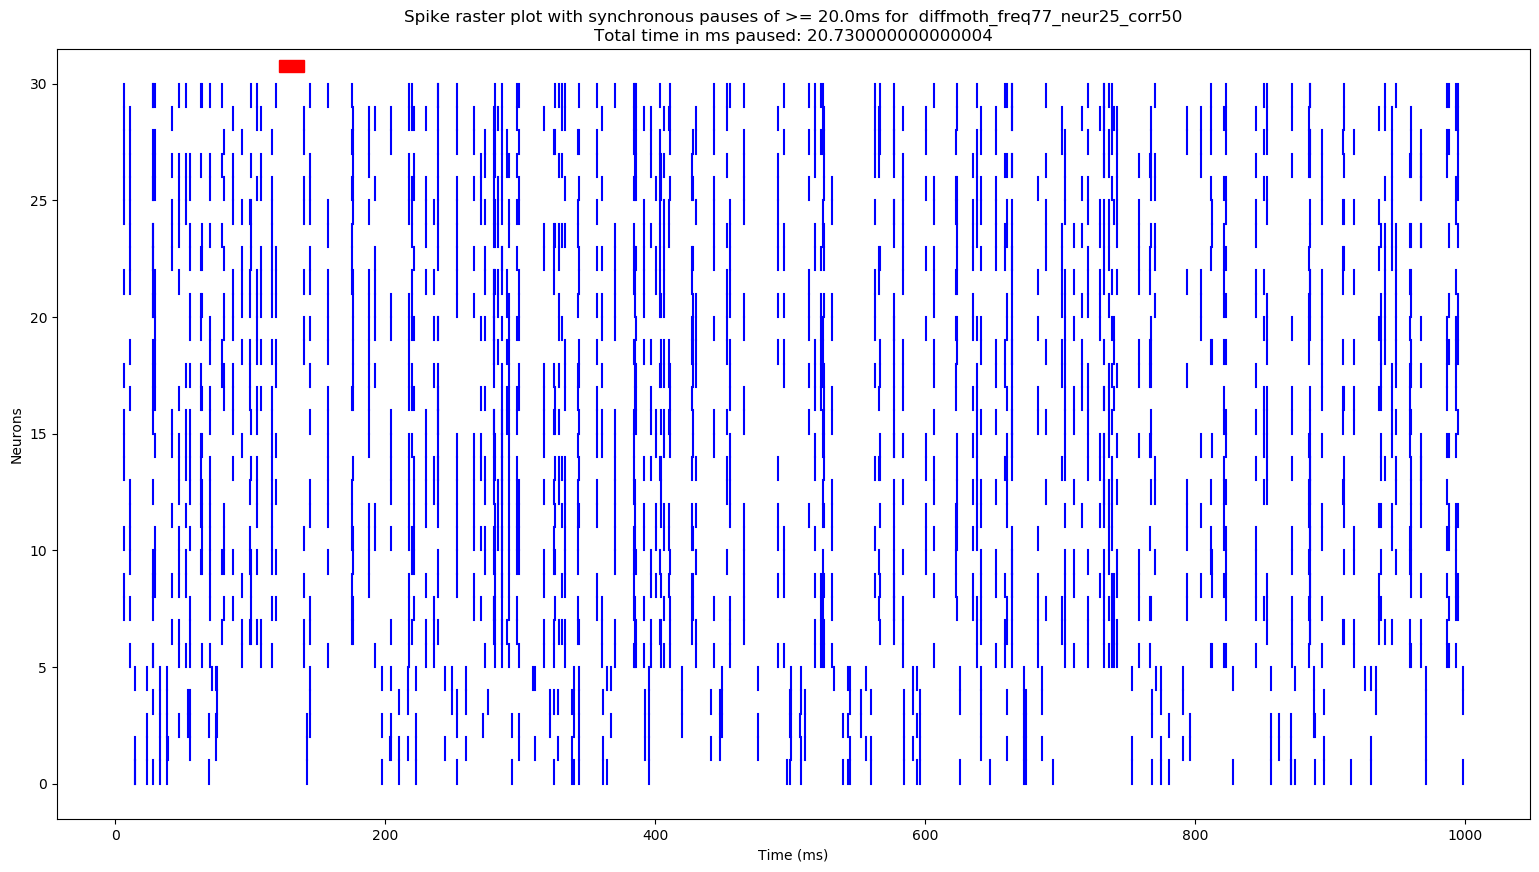 Spike raster plot with synchronous pauses of >= 20.0ms for  diffmoth_freq77_neur25_corr50
Total time in ms paused: 20.730000000000004
30
25
20
15
10
5
0
Neurons
0 200 400 600 800 1000
Time (ms)